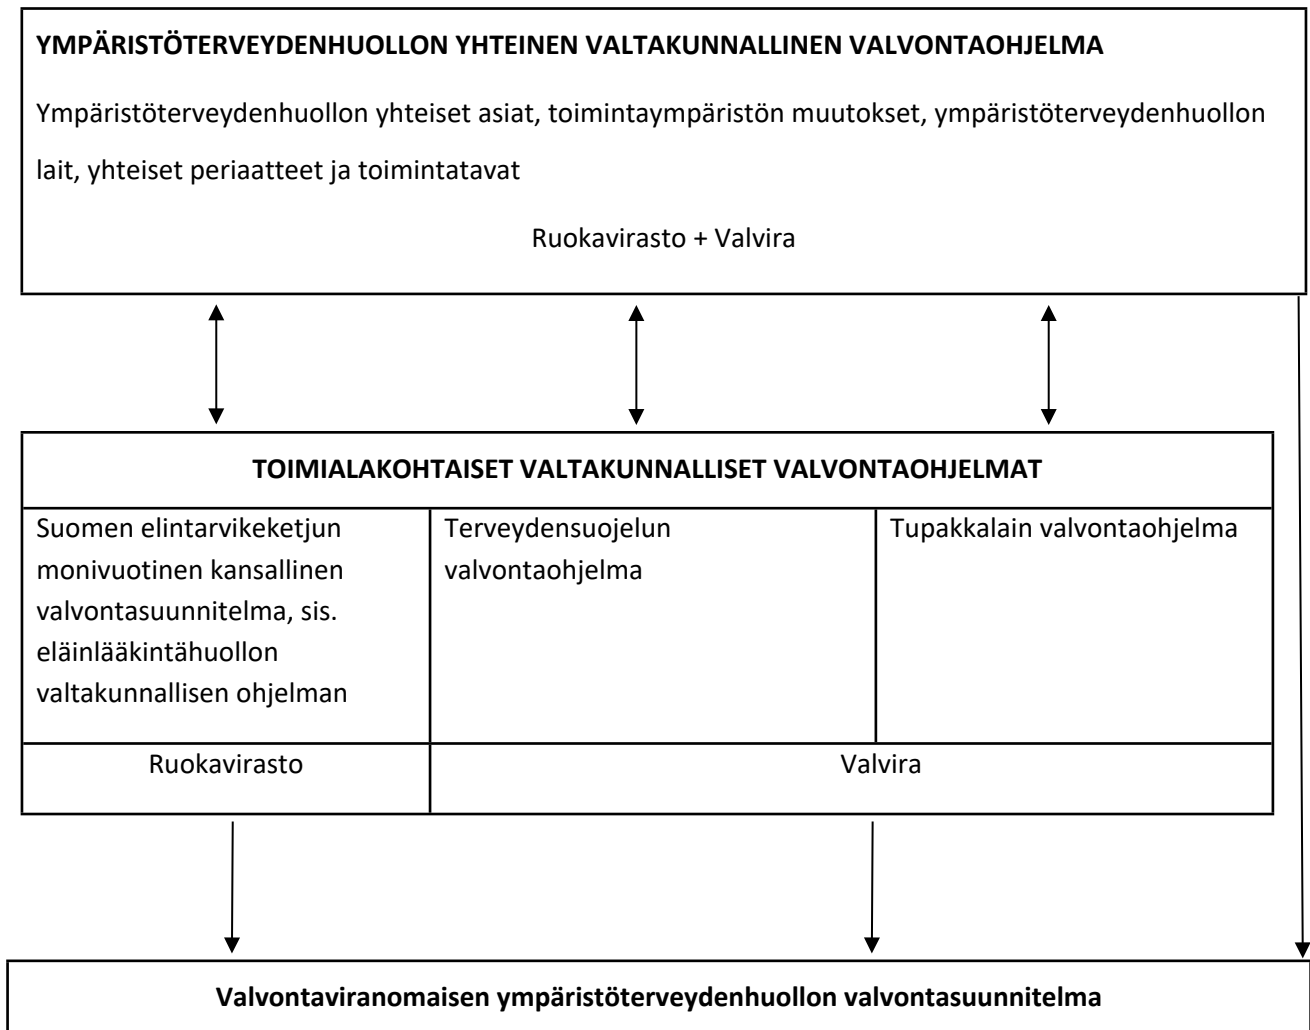 YMPÄRISTÖTERVEYDENHUOLLON YHTEINEN VALTAKUNNALLINEN VALVONTAOHJELMA
Ympäristöterveydenhuollon yhteiset asiat, toimintaympäristön muutokset, ympäristöterveydenhuollon
lait, yhteiset periaatteet ja toimintatavat
Ruokavirasto + Valvira
TOIMIALAKOHTAISET VALTAKUNNALLISET VALVONTAOHJELMAT
Suomen elintarvikeketjun
monivuotinen kansallinen
valvontasuunnitelma, sis.
eläinlääkintähuollon
valtakunnallisen ohjelman
Terveydensuojelun
valvontaohjelma
Tupakkalain valvontaohjelma
Ruokavirasto
Valvira
Valvontaviranomaisen ympäristöterveydenhuollon valvontasuunnitelma